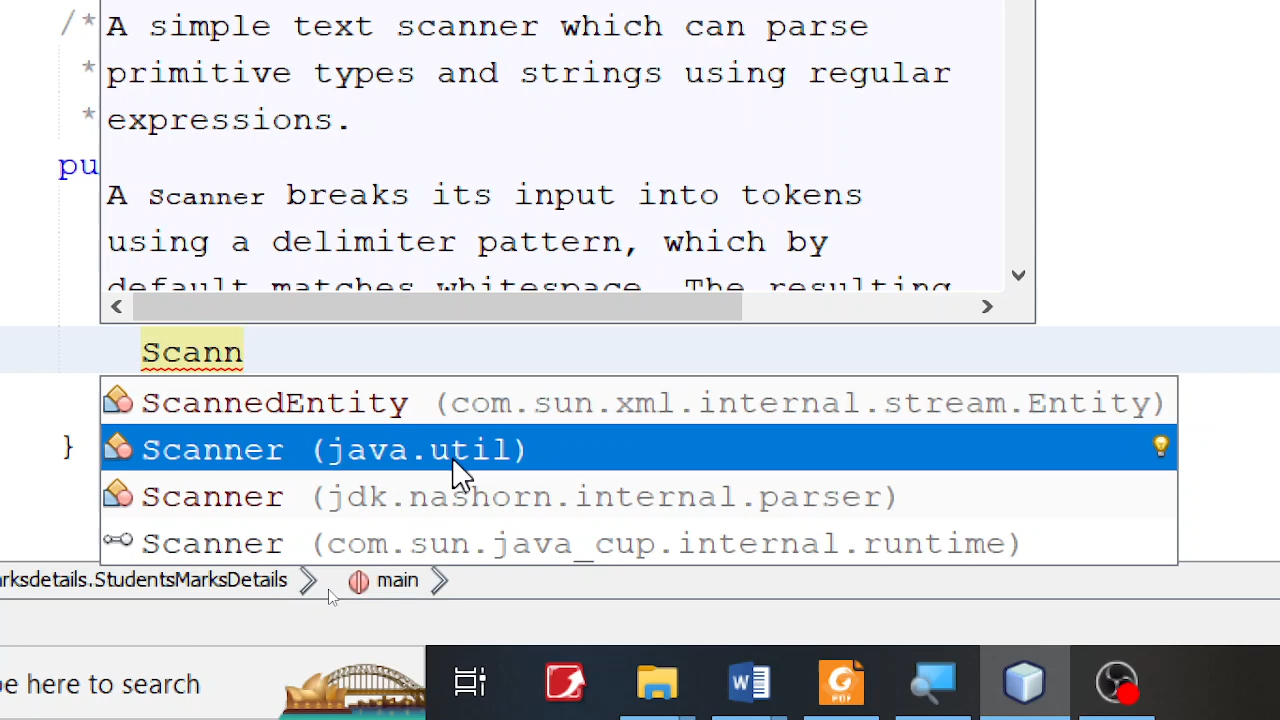 /* A simple text scanner which can parse
* primitive types and strings using regular
* expressions.
pu
A Scanner breaks its input into tokens
using a delimiter pattern, which by
default matches whitespace. The resulting
Scann
ScannedEntity (com.sun.xml.internal.stream.Entity)
} Scanner (java.util)
Scanner (jdk.nashorn.internal.parser)
Scanner (com.sun.java_cup.internal.runtime)
rksdetails.StudentsMarksDetails main
e here to search
W
G
PDF